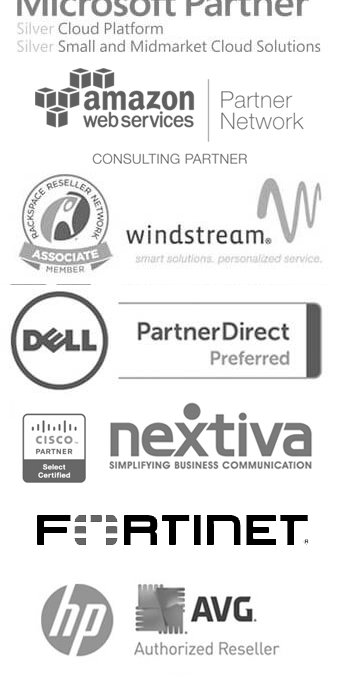 Microsoft Partner
Silver Cloud Platform
Silver Small and Midmarket Cloud Solutions
amazon
webservices
Partner
Network
CONSULTING PARTNER
RACKSPACE RESELLER NETWORK
ASSOCIATE
MEMBER
windstream®
smart solutions. personalized service.
DELL
PartnerDirect
Preferred
CISCO
PARTNER
Select
Certified
nextiva
SIMPLIFYING BUSINESS COMMUNICATION
FORTINET®
hp
AVG
Authorized Reseller